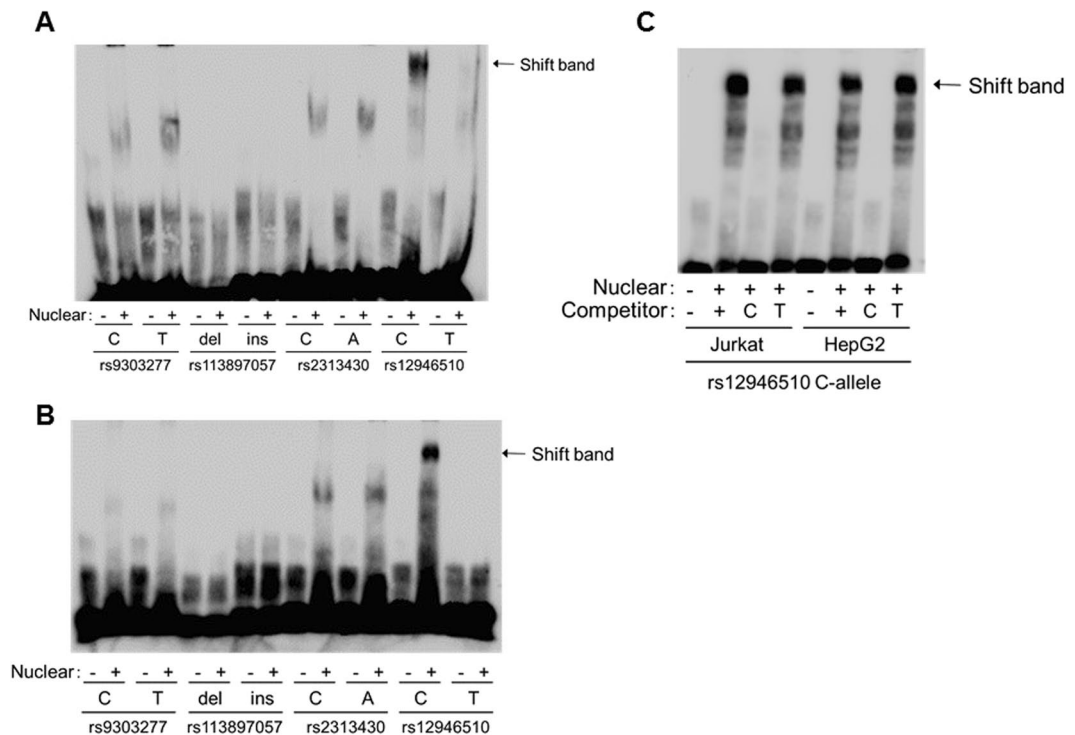 A
Shift band
Nuclear: - + - + - + - + - + - + - + - +
C T del ins C A C T
rs9303277 rs113897057 rs2313430 rs12946510
B
Shift band
Nuclear: - + - + - + - + - + - + - + - +
C T del ins C A C T
rs9303277 rs113897057 rs2313430 rs12946510
C
Shift band
Nuclear: - + + + - + + +
Competitor: - + C T - + C T
Jurkat HepG2
rs12946510 C-allele